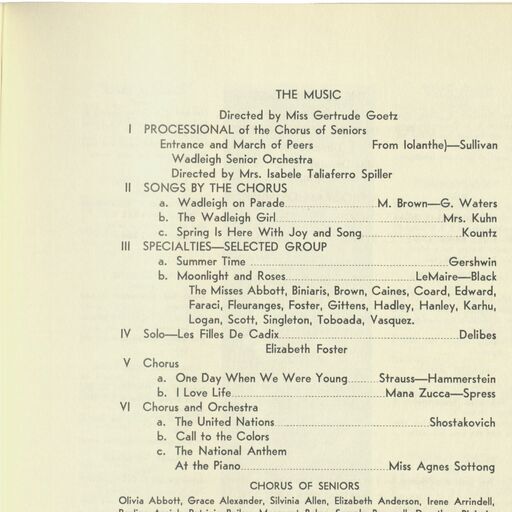 THE MUSIC
Directed by Miss Gertrude Goetz
I PROCESSIONAL of the Chorus of Seniors
Entrance and March of Peers From Iolanthe)—Sullivan
Wadleigh Senior Orchestra
Directed by Mrs. Isabele Taliaferro Spiller
II SONGS BY THE CHORUS
a. Wadleigh on Parade M. Brown—G. Waters
b. The Wadleigh Girl Mrs. Kuhn
c. Spring Is Here With Joy and Song Kountz
III SPECIALTIES—SELECTED GROUP
a. Summer Time Gershwin
b. Moonlight and Roses LeMaire—Black
The Misses Abbott, Biniaris, Brown, Caines, Coard, Edward,
Faraci, Fleuranges, Foster, Gittens, Hadley, Hanley, Karhu,
Logan, Scott, Singleton, Toboada, Vasquez.
IV Solo—Les Filles De Cadix Delibes
Elizabeth Foster
V Chorus
a. One Day When We Were Young Strauss—Hammerstein
b. I Love Life Mana Zucca—Spress
VI Chorus and Orchestra
a. The United Nations Shostakovich
b. Call to the Colors
c. The National Anthem
At the Piano Miss Agnes Sottong
CHORUS OF SENIORS
Olivia Abbott, Grace Alexander, Silvinia Allen, Elizabeth Anderson, Irene Arrindell,